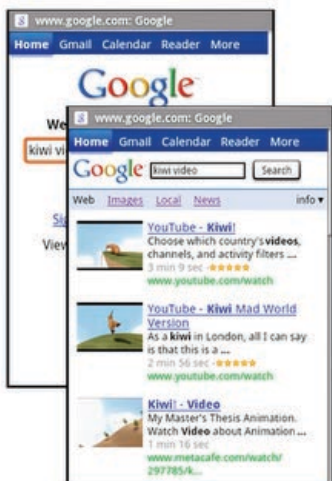 www.google.com: Google
Home Gmail Calendar Reader More
Google
We
kiwi vi
View
www.google.com: Google
Home Gmail Calendar Reader More
Google kiwi video Search
Web Images Local News info ▾
YouTube - Kiwi!
Choose which country's videos,
channels, and activity filters ...
3 min 9 sec -★★★★★
www.youtube.com/watch
YouTube - Kiwi Mad World
Version
As a kiwi in London, all I can say
is that this is a ...
2 min 56 sec -★★★★★
www.youtube.com/watch
Kiwi! - Video
My Master's Thesis Animation.
Watch Video about Animation ...
1 min 16 sec
www.metacafe.com/watch/
297785/k...